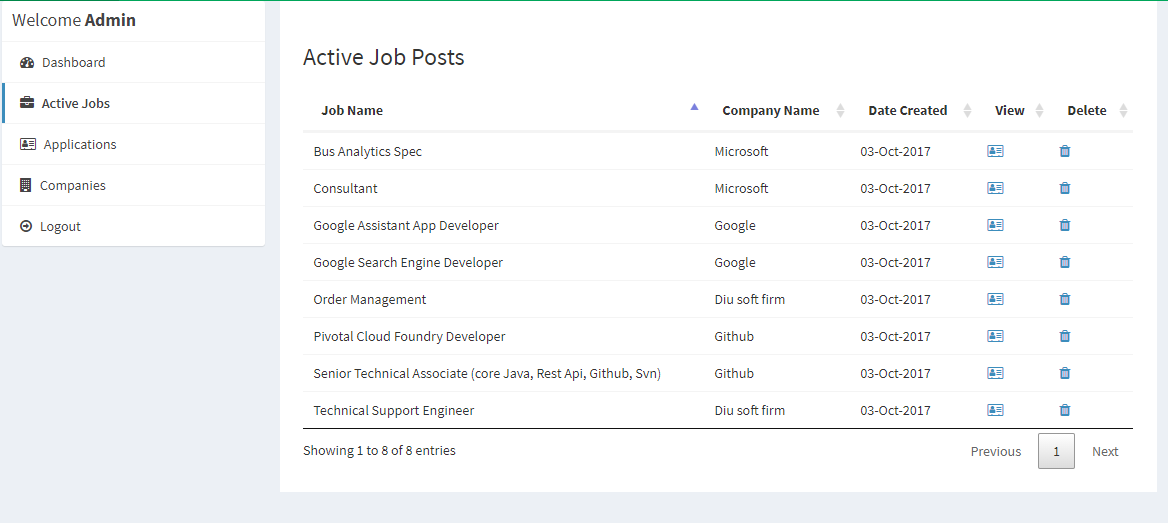 Welcome Admin
Dashboard
Active Jobs
Applications
Companies
Logout
Active Job Posts
Job Name Company Name Date Created View Delete
Bus Analytics Spec Microsoft 03-Oct-2017
Consultant Microsoft 03-Oct-2017
Google Assistant App Developer Google 03-Oct-2017
Google Search Engine Developer Google 03-Oct-2017
Order Management Diu soft firm 03-Oct-2017
Pivotal Cloud Foundry Developer Github 03-Oct-2017
Senior Technical Associate (core Java, Rest Api, Github, Svn) Github 03-Oct-2017
Technical Support Engineer Diu soft firm 03-Oct-2017
Showing 1 to 8 of 8 entries Previous 1 Next